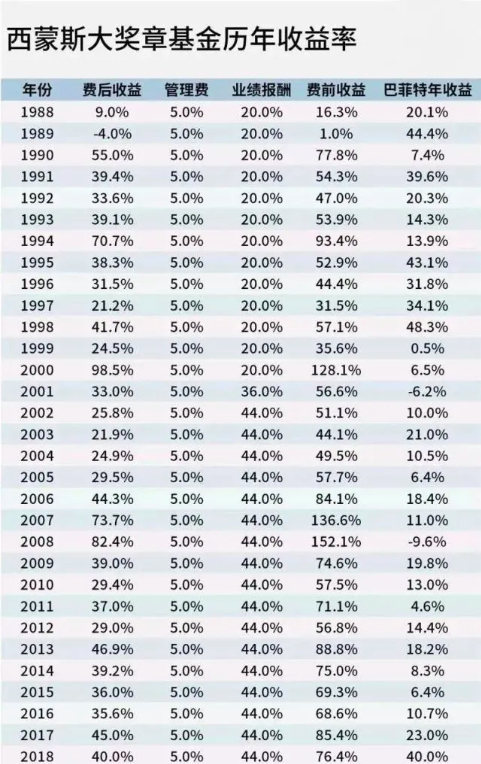 西蒙斯大奖章基金历年收益率
年份 费后收益 管理费 业绩报酬 费前收益 巴菲特年收益
1988 9.0% 5.0% 20.0% 16.3% 20.1%
1989 -4.0% 5.0% 20.0% 1.0% 44.4%
1990 55.0% 5.0% 20.0% 77.8% 7.4%
1991 39.4% 5.0% 20.0% 54.3% 39.6%
1992 33.6% 5.0% 20.0% 47.0% 20.3%
1993 39.1% 5.0% 20.0% 53.9% 14.3%
1994 70.7% 5.0% 20.0% 93.4% 13.9%
1995 38.3% 5.0% 20.0% 52.9% 43.1%
1996 31.5% 5.0% 20.0% 44.4% 31.8%
1997 21.2% 5.0% 20.0% 31.5% 34.1%
1998 41.7% 5.0% 20.0% 57.1% 48.3%
1999 24.5% 5.0% 20.0% 35.6% 0.5%
2000 98.5% 5.0% 20.0% 128.1% 6.5%
2001 33.0% 5.0% 36.0% 56.6% -6.2%
2002 25.8% 5.0% 44.0% 51.1% 10.0%
2003 21.9% 5.0% 44.0% 44.1% 21.0%
2004 24.9% 5.0% 44.0% 49.5% 10.5%
2005 29.5% 5.0% 44.0% 57.7% 6.4%
2006 44.3% 5.0% 44.0% 84.1% 18.4%
2007 73.7% 5.0% 44.0% 136.6% 11.0%
2008 82.4% 5.0% 44.0% 152.1% -9.6%
2009 39.0% 5.0% 44.0% 74.6% 19.8%
2010 29.4% 5.0% 44.0% 57.5% 13.0%
2011 37.0% 5.0% 44.0% 71.1% 4.6%
2012 29.0% 5.0% 44.0% 56.8% 14.4%
2013 46.9% 5.0% 44.0% 88.8% 18.2%
2014 39.2% 5.0% 44.0% 75.0% 8.3%
2015 36.0% 5.0% 44.0% 69.3% 6.4%
2016 35.6% 5.0% 44.0% 68.6% 10.7%
2017 45.0% 5.0% 44.0% 85.4% 23.0%
2018 40.0% 5.0% 44.0% 76.4% 40.0%